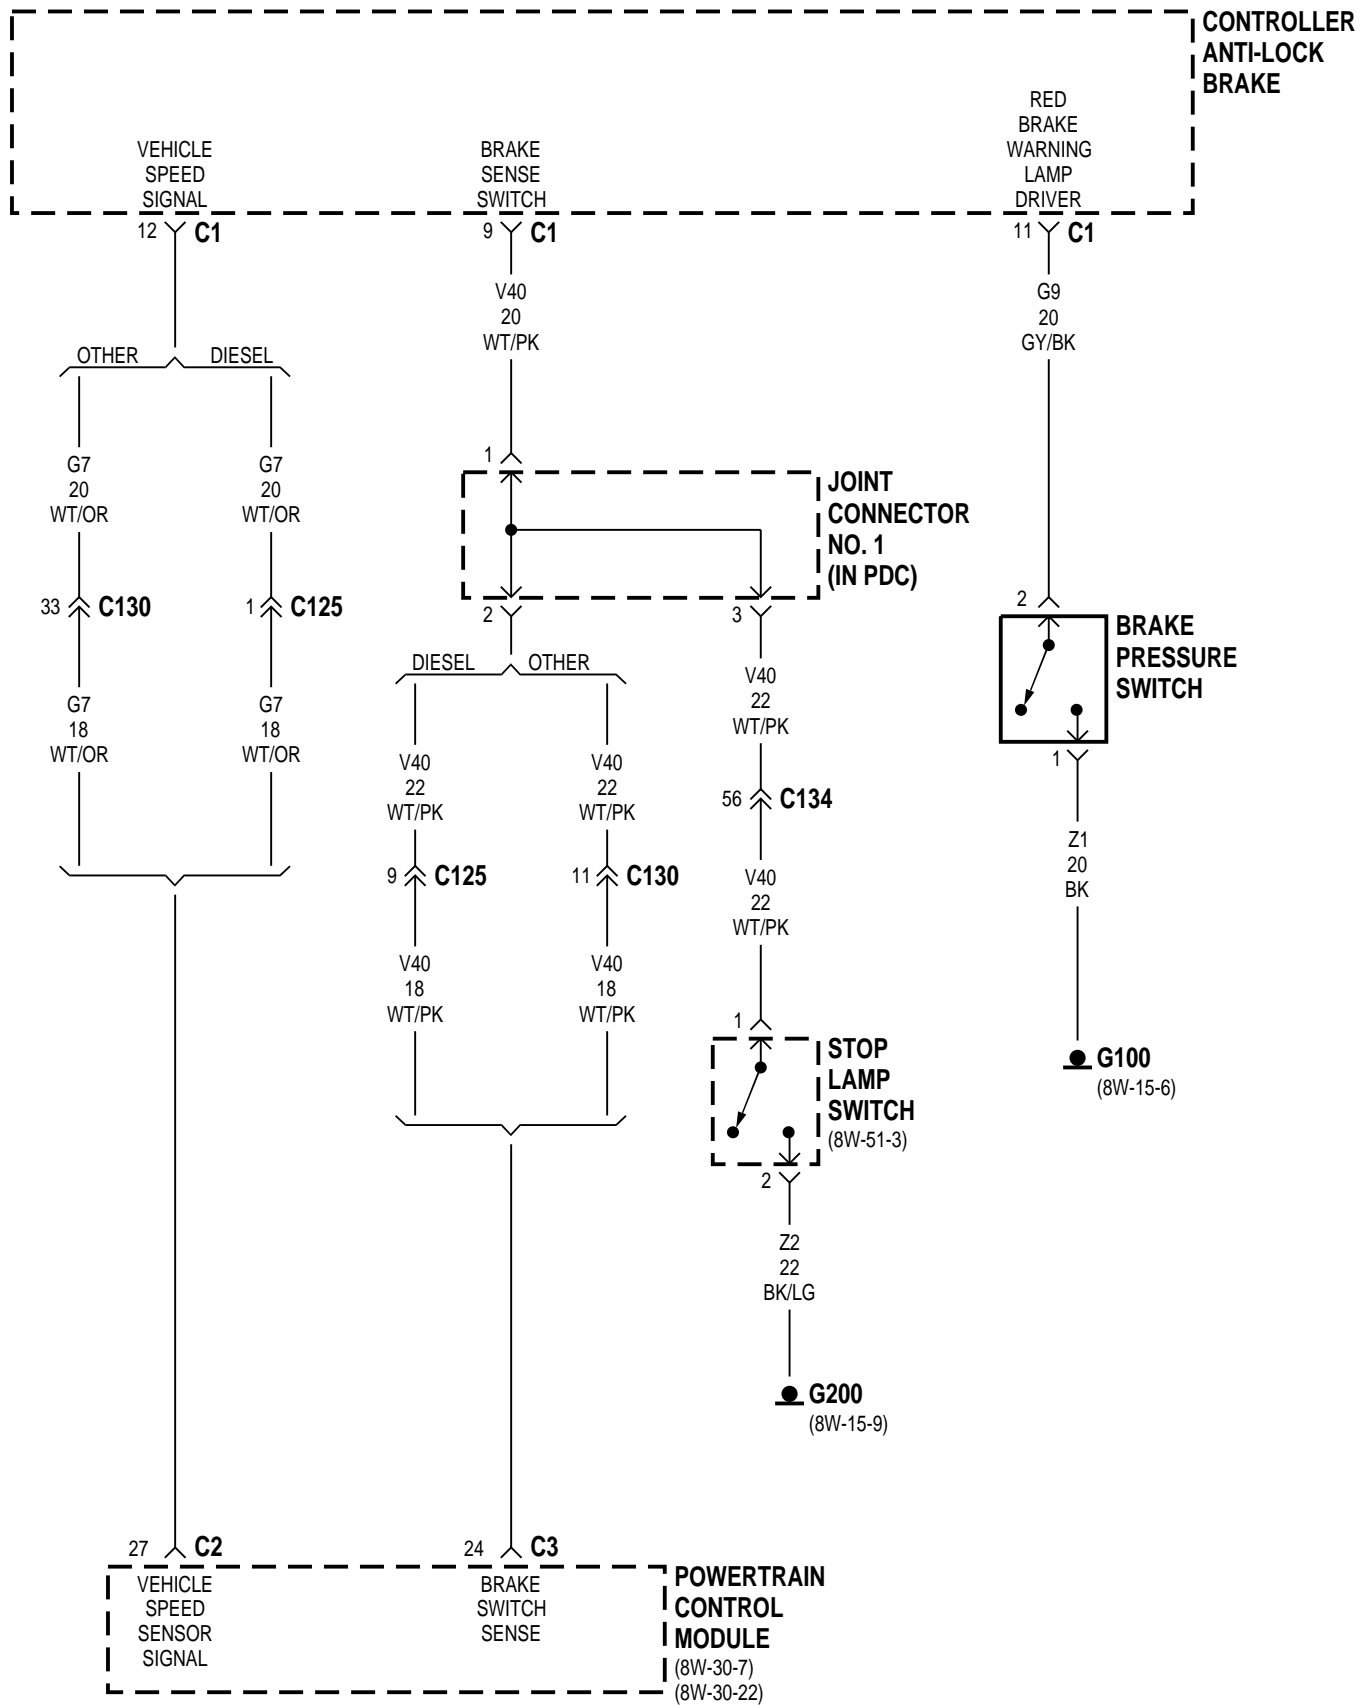 CONTROLLER
ANTI-LOCK
BRAKE
VEHICLE
SPEED
SIGNAL
BRAKE
SENSE
SWITCH
RED
BRAKE
WARNING
LAMP
DRIVER
12 C1
9 C1
11 C1
V40
20
WT/PK
G9
20
GY/BK
OTHER DIESEL
G7
20
WT/OR
G7
20
WT/OR
1
JOINT
CONNECTOR
NO. 1
(IN PDC)
33 C130
1 C125
2
3
2
BRAKE
PRESSURE
SWITCH
1
DIESEL OTHER
G7
18
WT/OR
G7
18
WT/OR
V40
22
WT/PK
V40
22
WT/PK
V40
22
WT/PK
56 C134
Z1
20
BK
9 C125
11 C130
V40
22
WT/PK
V40
18
WT/PK
V40
18
WT/PK
1
STOP
LAMP
SWITCH
(8W-51-3)
2
G100
(8W-15-6)
Z2
22
BK/LG
G200
(8W-15-9)
27 C2
24 C3
VEHICLE
SPEED
SENSOR
SIGNAL
BRAKE
SWITCH
SENSE
POWERTRAIN
CONTROL
MODULE
(8W-30-7)
(8W-30-22)